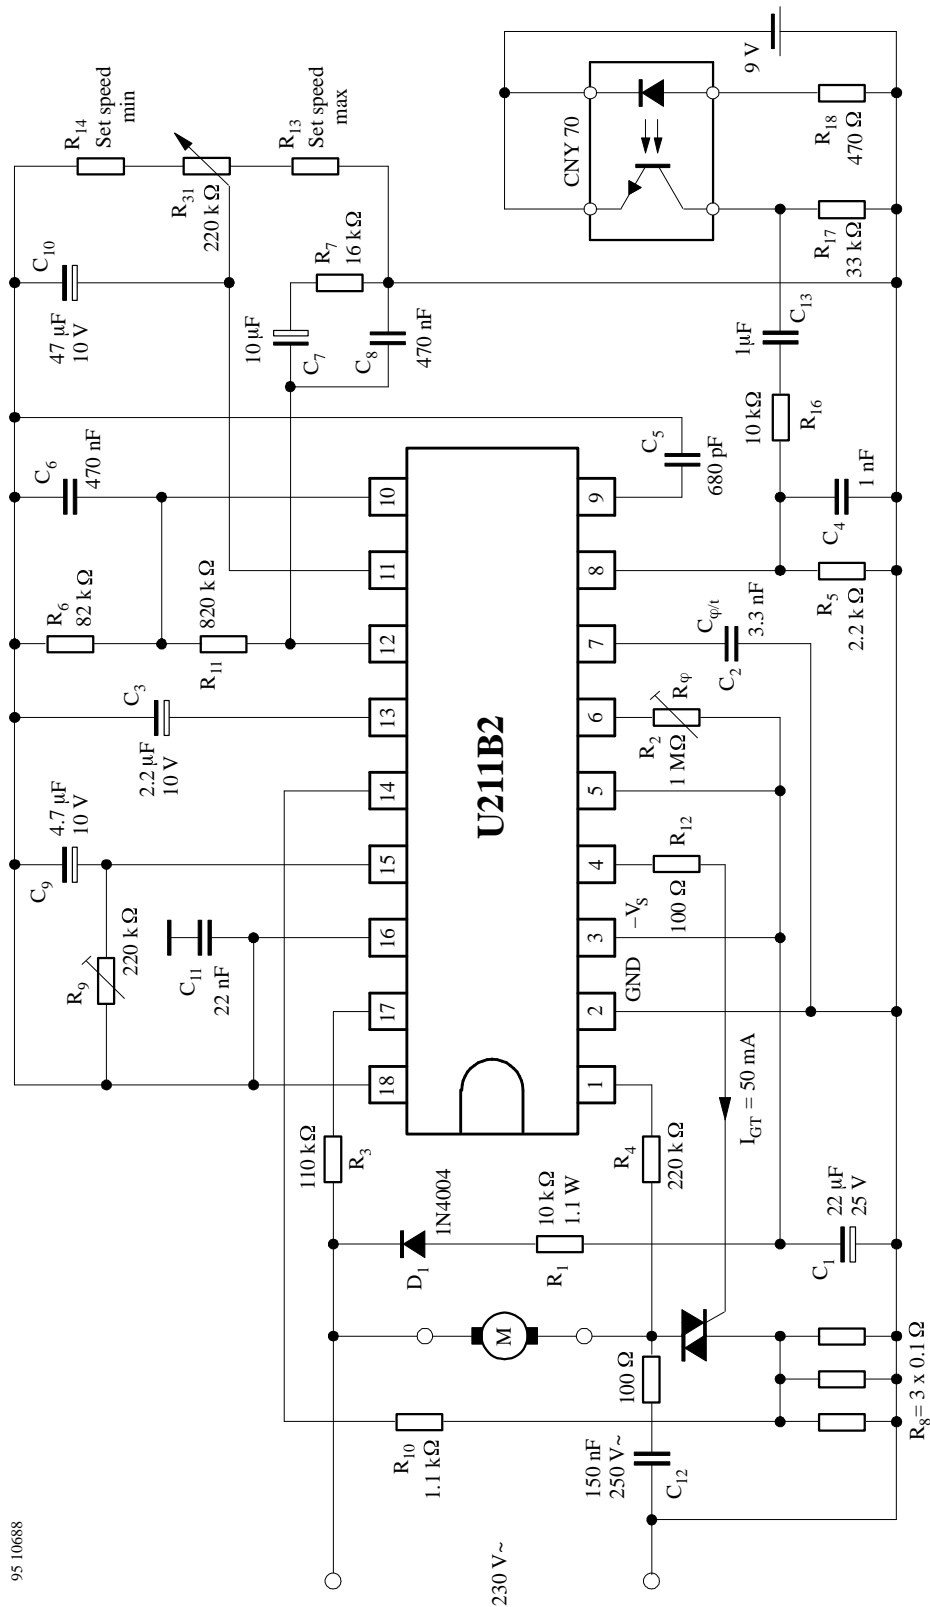 R14
Set speed
min
R31
220 kΩ
R13
Set speed
max
C10
47 μF
10 V
R7
16 kΩ
10 μF
C7
C8
470 nF
CNY 70
9 V
R18
470 Ω
R17
33 kΩ
C13
1μF
10 kΩ
R16
C6
470 nF
R6
82 kΩ
820 kΩ
R11
C5
680 pF
C4
1 nF
R5
2.2 kΩ
Cφ/t
3.3 nF
C2
Rφ
R2
1 MΩ
R12
100 Ω
C3
2.2 μF
10 V
4.7 μF
10 V
C9
220 kΩ
R9
C11
22 nF
10
11
12
13
14
15
16
17
18
U211B2
9
8
7
6
5
4
3
2
1
−VS
GND
IGT = 50 mA
110 kΩ
R3
R4
220 kΩ
1N4004
D1
10 kΩ
1.1 W
R1
22 μF
25 V
C1
M
100 Ω
R10
1.1 kΩ
150 nF
250 V~
C12
R8= 3 x 0.1 Ω
230 V~
95 10688